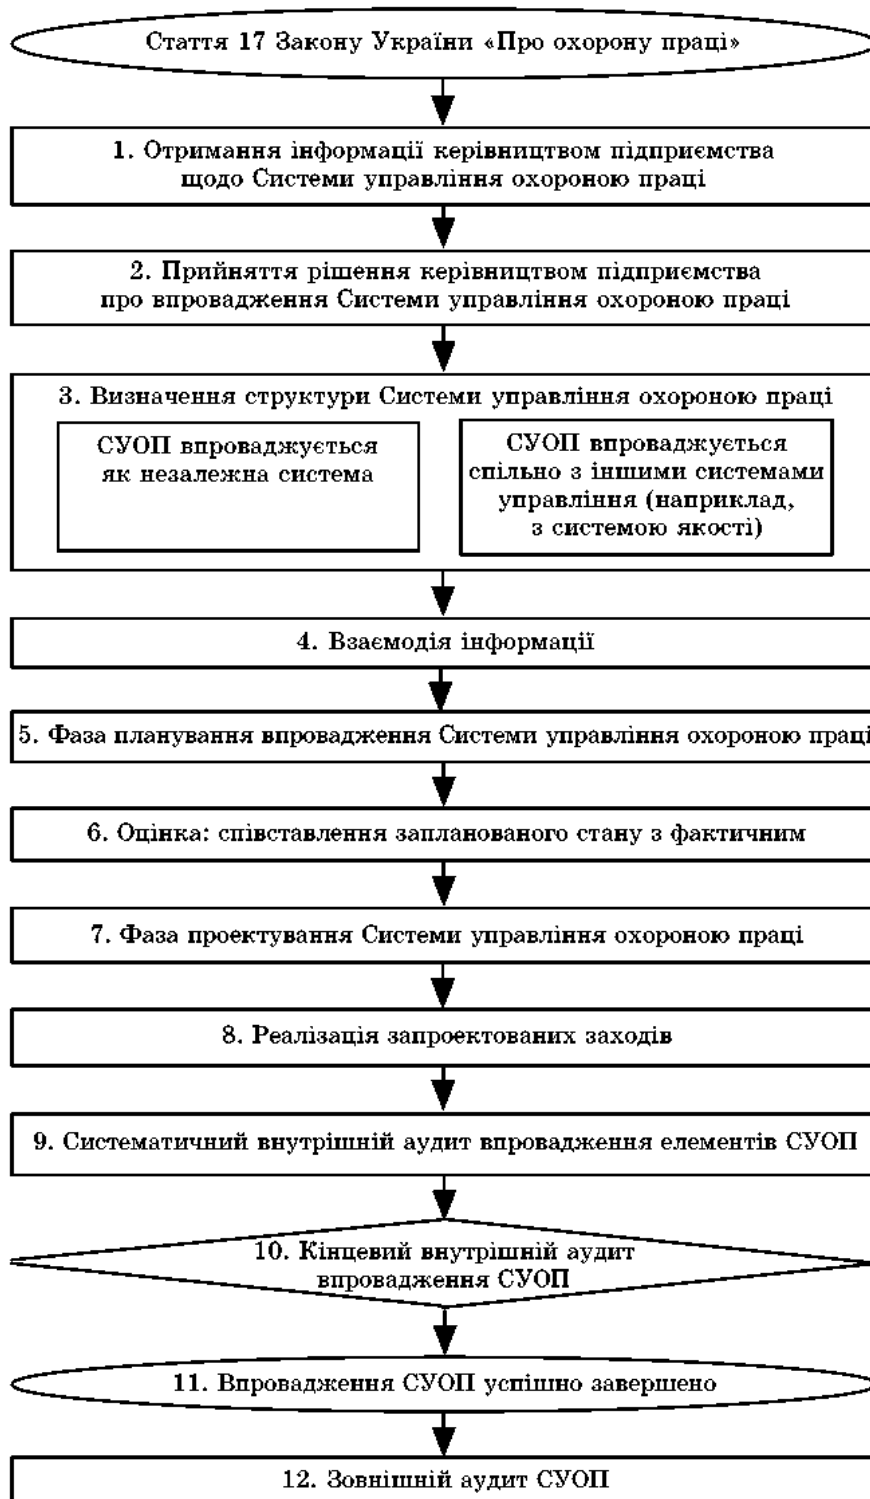 Стаття 17 Закону України «Про охорону праці»
1. Отримання інформації керівництвом підприємства
щодо Системи управління охороною праці
2. Прийняття рішення керівництвом підприємства
про впровадження Системи управління охороною праці
3. Визначення структури Системи управління охороною праці
СУОП впроваджується
як незалежна система
СУОП впроваджується
спільно з іншими системами
управління (наприклад,
з системою якості)
4. Взаємодія інформації
5. Фаза планування впровадження Системи управління охороною праці
6. Оцінка: співставлення запланованого стану з фактичним
7. Фаза проектування Системи управління охороною праці
8. Реалізація запроектованих заходів
9. Систематичний внутрішній аудит впровадження елементів СУОП
10. Кінцевий внутрішній аудит
впровадження СУОП
11. Впровадження СУОП успішно завершено
12. Зовнішній аудит СУОП